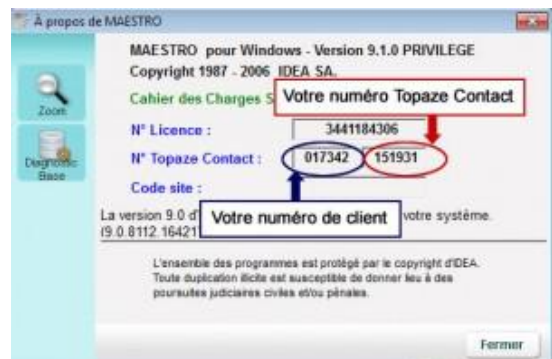 À propos de MAESTRO
MAESTRO pour Windows - Version 9.1.0 PRIVILEGE
Copyright 1987 - 2006 IDEA SA.
Cahier des Charges S
Votre numéro Topaze Contact
Zoom
N° Licence : 3441184306
Diagnostic Base
N° Topaze Contact : 017342 151931
Code site :
La version 9.0 d' votre système.
Votre numéro de client
(9.0.8112.16421
L'ensemble des programmes est protégé par le copyright d'IDEA.
Toute duplication illicite est susceptible de donner lieu à des
poursuites judiciaires civiles et/ou pénales.
Fermer